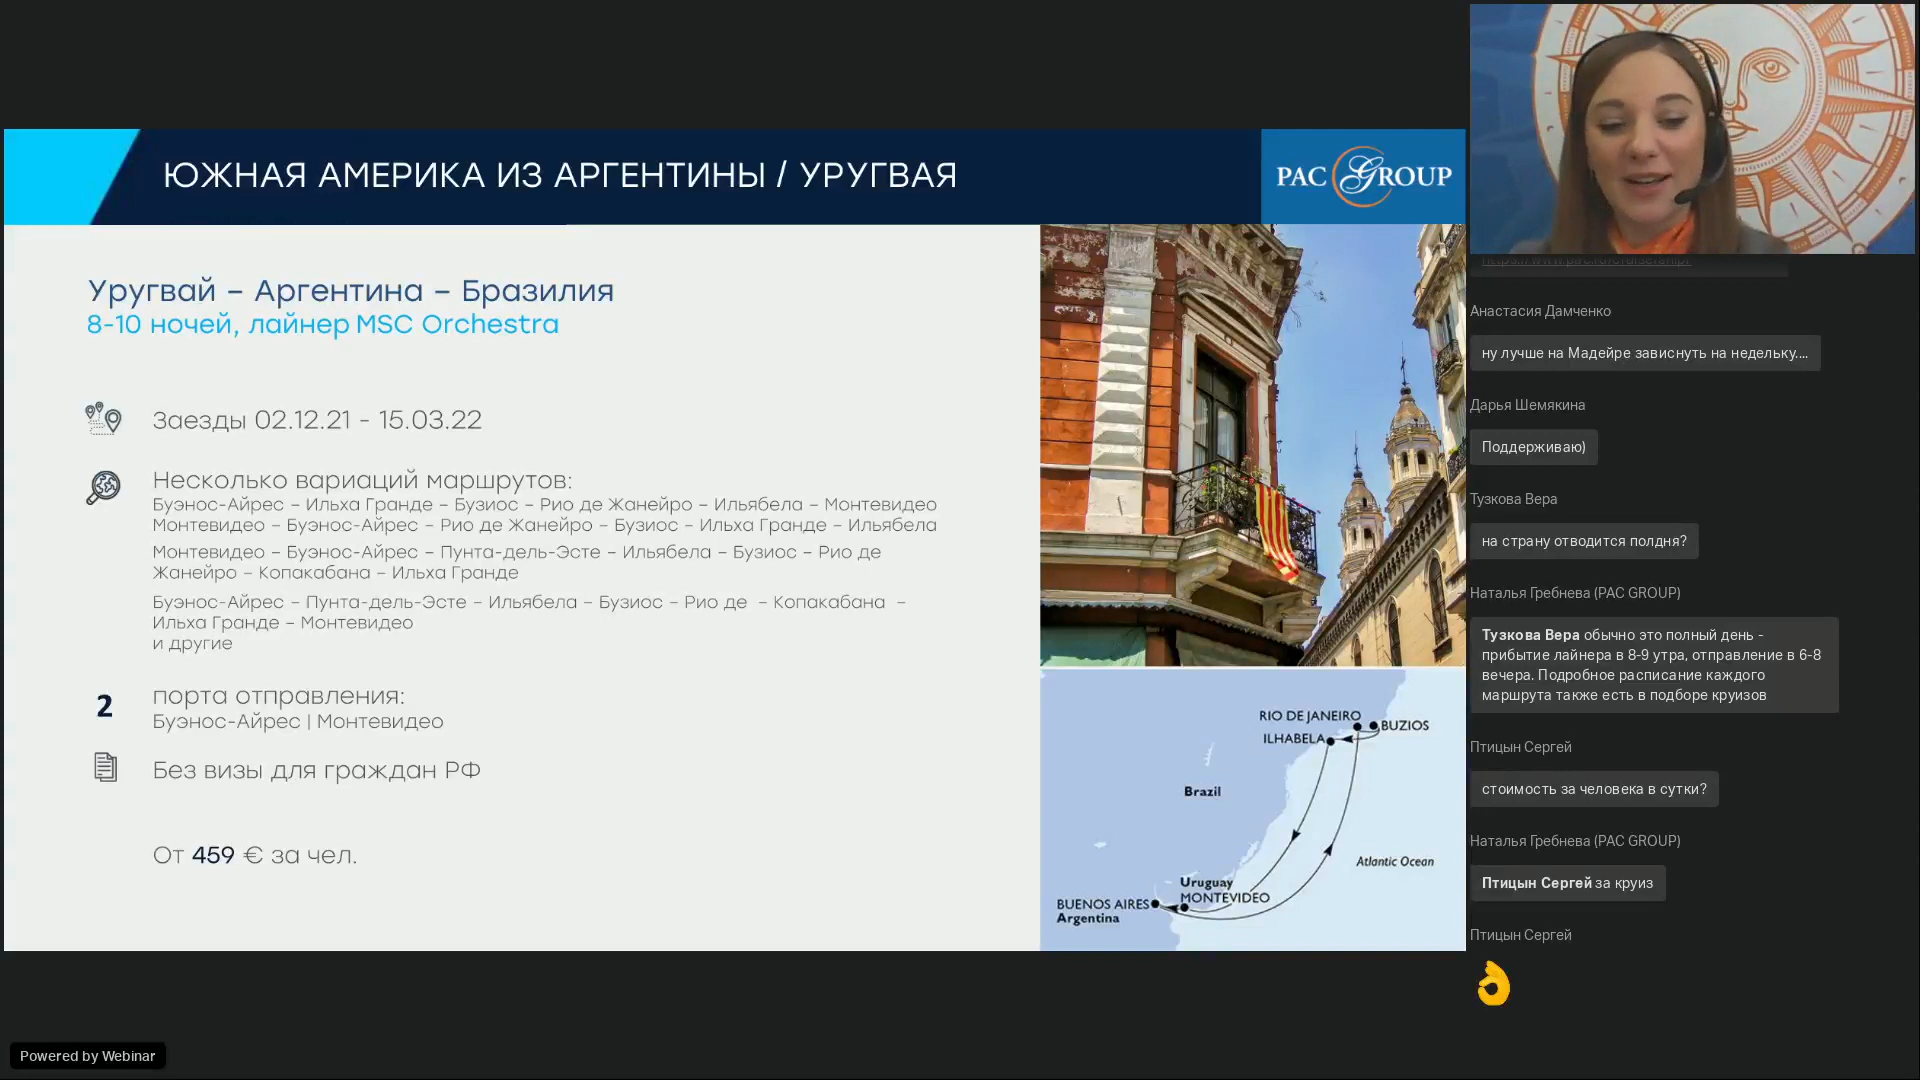 ЮЖНАЯ АМЕРИКА ИЗ АРГЕНТИНЫ / УРУГВАЯ
PAC GROUP
Уругвай – Аргентина – Бразилия
8-10 ночей, лайнер MSC Orchestra
Заезды 02.12.21 - 15.03.22
Несколько вариаций маршрутов:
Буэнос-Айрес – Ильха Гранде – Бузиос – Рио де Жанейро – Ильябела – Монтевидео
Монтевидео – Буэнос-Айрес – Рио де Жанейро – Бузиос – Ильха Гранде – Ильябела
Монтевидео – Буэнос-Айрес – Пунта-дель-Эсте – Ильябела – Бузиос – Рио де
Жанейро – Копакабана – Ильха Гранде
Буэнос-Айрес – Пунта-дель-Эсте – Ильябела – Бузиос – Рио де – Копакабана –
Ильха Гранде – Монтевидео
и другие
2 порта отправления:
Буэнос-Айрес | Монтевидео
Без визы для граждан РФ
От 459 € за чел.
RIO DE JANEIRO
BUZIOS
ILHABELA
Brazil
Atlantic Ocean
Uruguay
MONTEVIDEO
BUENOS AIRES
Argentina
Анастасия Дамченко
ну лучше на Мадейре зависнуть на недельку....
Дарья Шемякина
Поддерживаю)
Тузкова Вера
на страну отводится полдня?
Наталья Гребнева (PAC GROUP)
Тузкова Вера обычно это полный день -
прибытие лайнера в 8-9 утра, отправление в 6-8
вечера. Подробное расписание каждого
маршрута также есть в подборе круизов
Птицын Сергей
стоимость за человека в сутки?
Наталья Гребнева (PAC GROUP)
Птицын Сергей за круиз
Птицын Сергей
Powered by Webinar